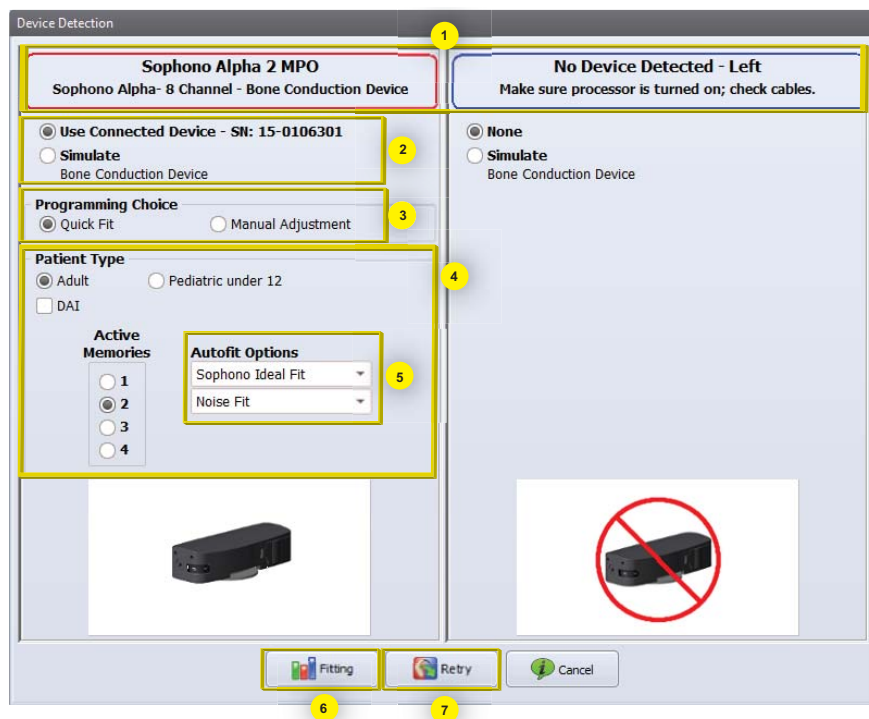 Device Detection
1
Sophono Alpha 2 MPO
Sophono Alpha- 8 Channel - Bone Conduction Device
No Device Detected - Left
Make sure processor is turned on; check cables.
Use Connected Device - SN: 15-0106301
Simulate
Bone Conduction Device
2
None
Simulate
Bone Conduction Device
Programming Choice
Quick Fit
Manual Adjustment
3
Patient Type
Adult
Pediatric under 12
4
DAI
Active
Memories
1
2
3
4
Autofit Options
Sophono Ideal Fit
Noise Fit
5
Fitting
Retry
Cancel
6
7